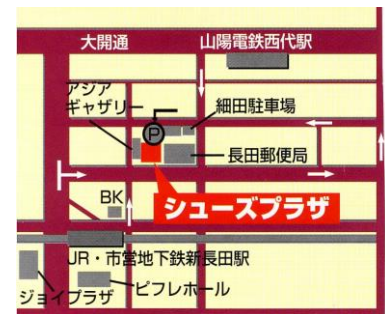 大開通
山陽電鉄西代駅
アジア
ギャザリー
P
細田駐車場
長田郵便局
BK
シューズプラザ
JR・市営地下鉄新長田駅
ジョイプラザ
ピフレホール